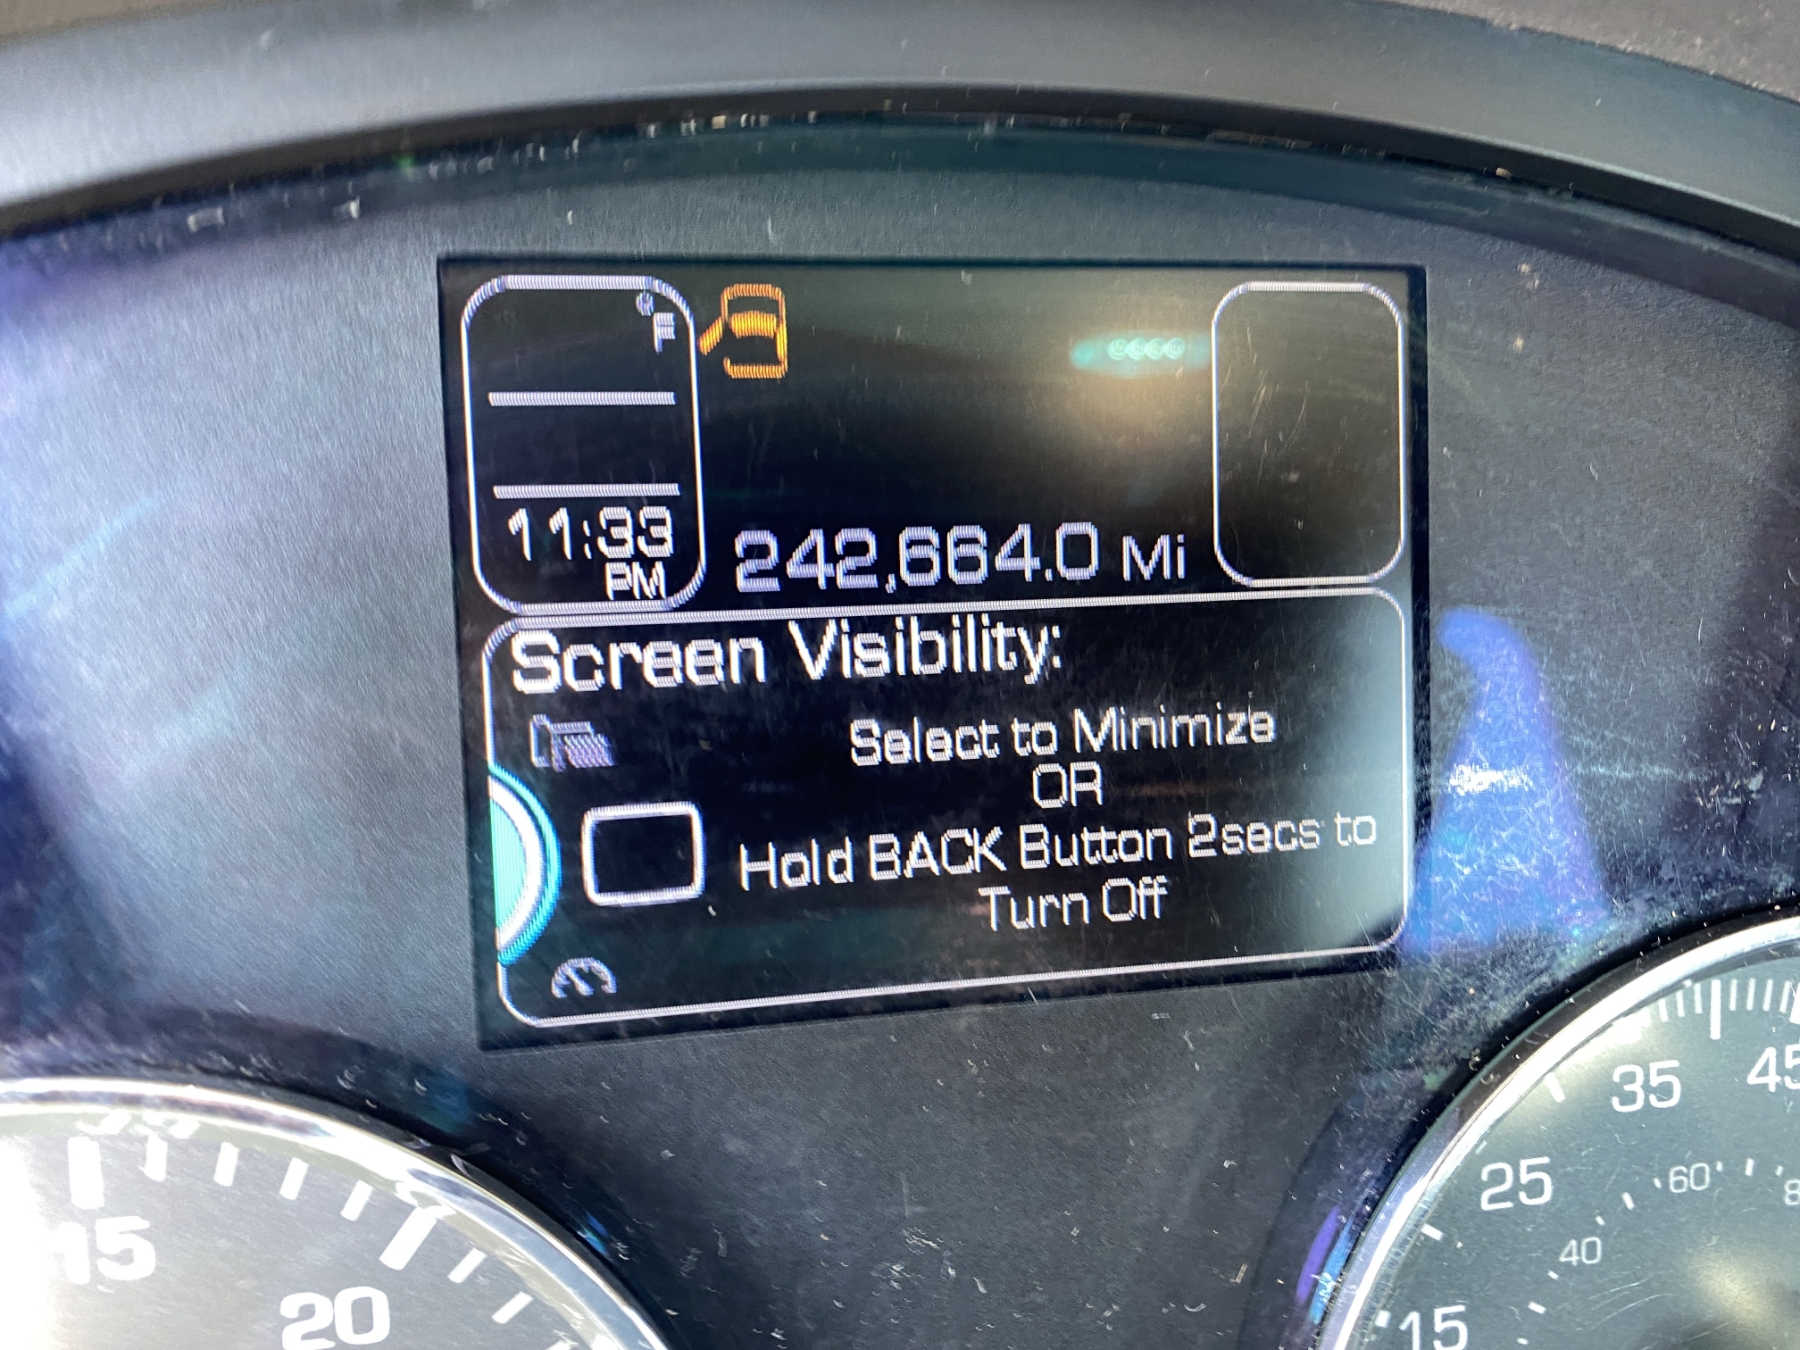 °F
11:33
PM
242,664.0 Mi
Screen Visibility:
Select to Minimize
OR
Hold BACK Button 2secs to
Turn Off
15
20
15
25
35
45
40
60